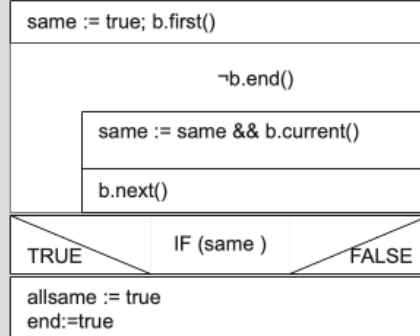 same := true; b.first()
¬b.end()
same := same && b.current()
b.next()
IF (same )
TRUE
FALSE
allsame := true
end:=true